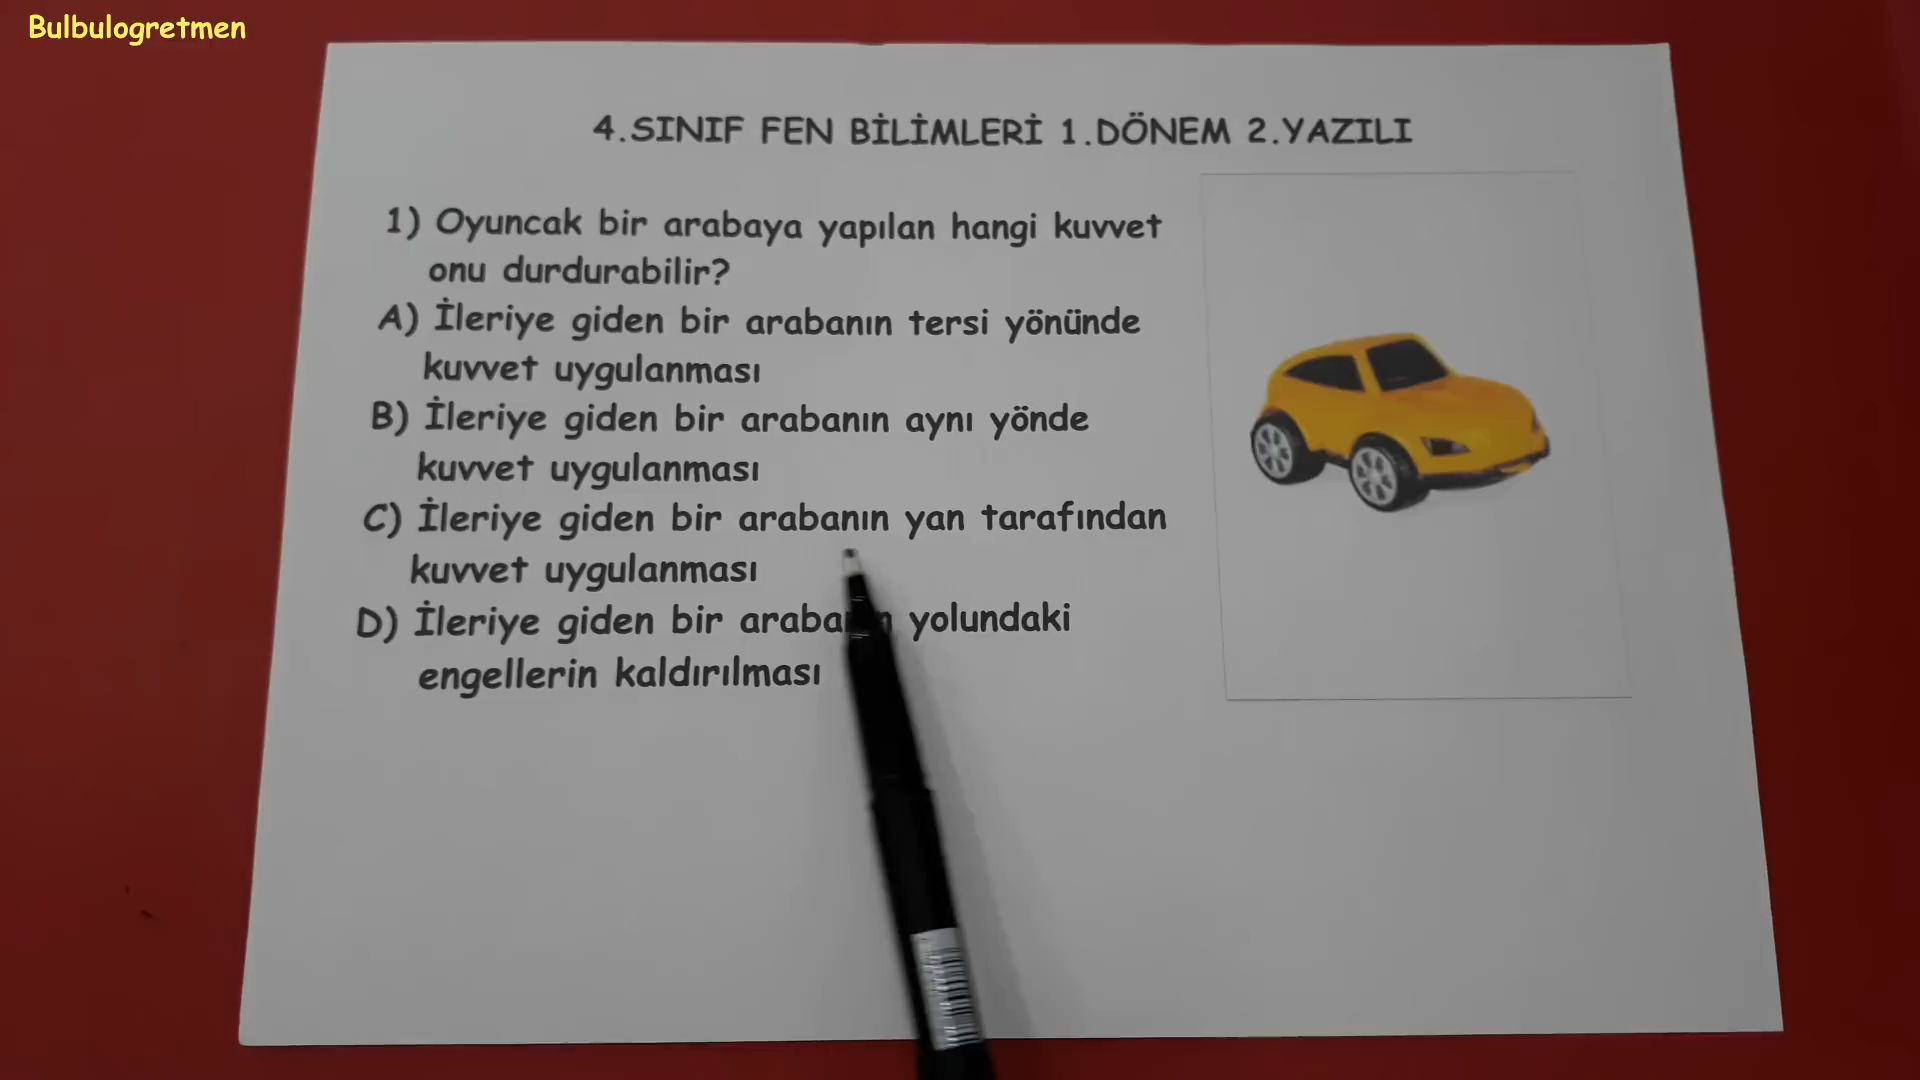 Bulbulogretmen
4.SINIF FEN BİLİMLERİ 1.DÖNEM 2.YAZILI
1) Oyuncak bir arabaya yapılan hangi kuvvet
onu durdurabilir?
A) İleriye giden bir arabanın tersi yönünde
kuvvet uygulanması
B) İleriye giden bir arabanın aynı yönde
kuvvet uygulanması
C) İleriye giden bir arabanın yan tarafından
kuvvet uygulanması
D) İleriye giden bir arabanın yolundaki
engellerin kaldırılması